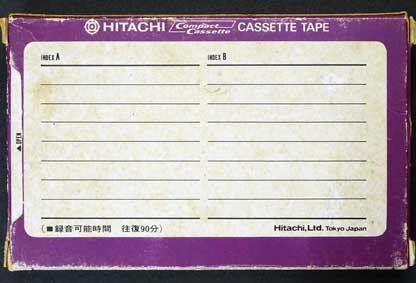 HITACHI Compact Cassette CASSETTE TAPE
INDEX A INDEX B
▲OPEN
(■録音可能時間 往復90分)
Hitachi, Ltd. Tokyo Japan